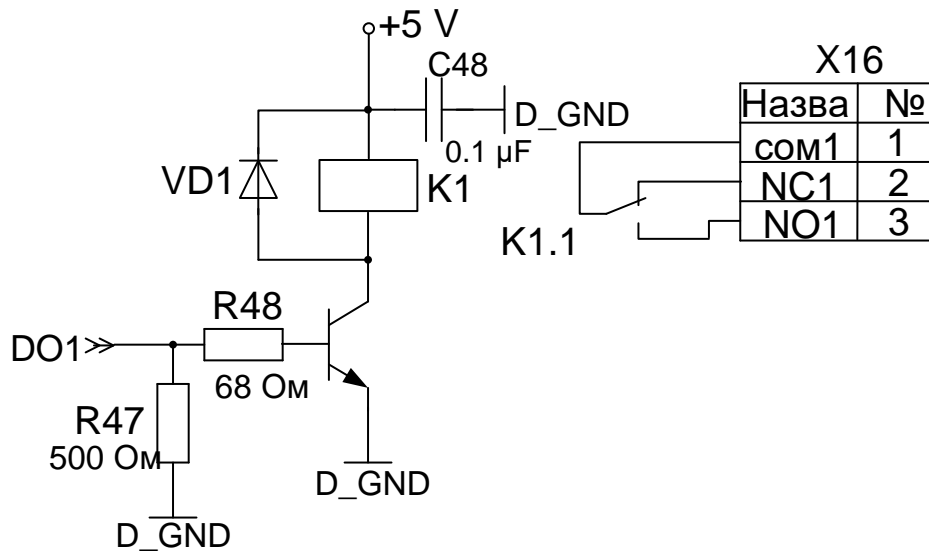 +5 V
C48
D_GND
0.1 µF
VD1
K1
X16
Назва №
сом1 1
NC1 2
NO1 3
K1.1
R48
DO1
68 Ом
R47
500 Ом
D_GND
D_GND